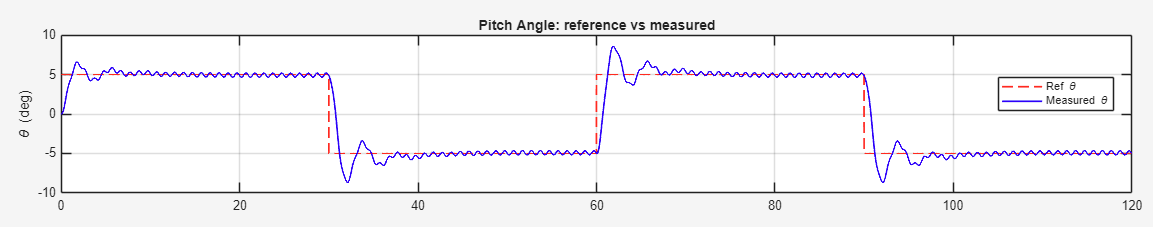 Pitch Angle: reference vs measured
10
5
0
-5
-10
θ (deg)
Ref θ
Measured θ
0 20 40 60 80 100 120